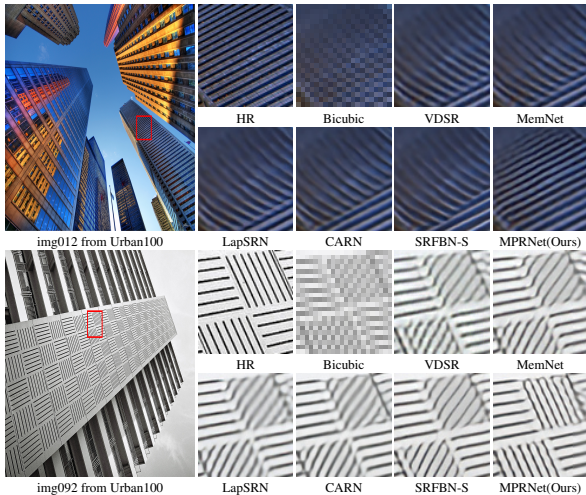 HR Bicubic VDSR MemNet
img012 from Urban100 LapSRN CARN SRFBN-S MPRNet(Ours)
HR Bicubic VDSR MemNet
img092 from Urban100 LapSRN CARN SRFBN-S MPRNet(Ours)